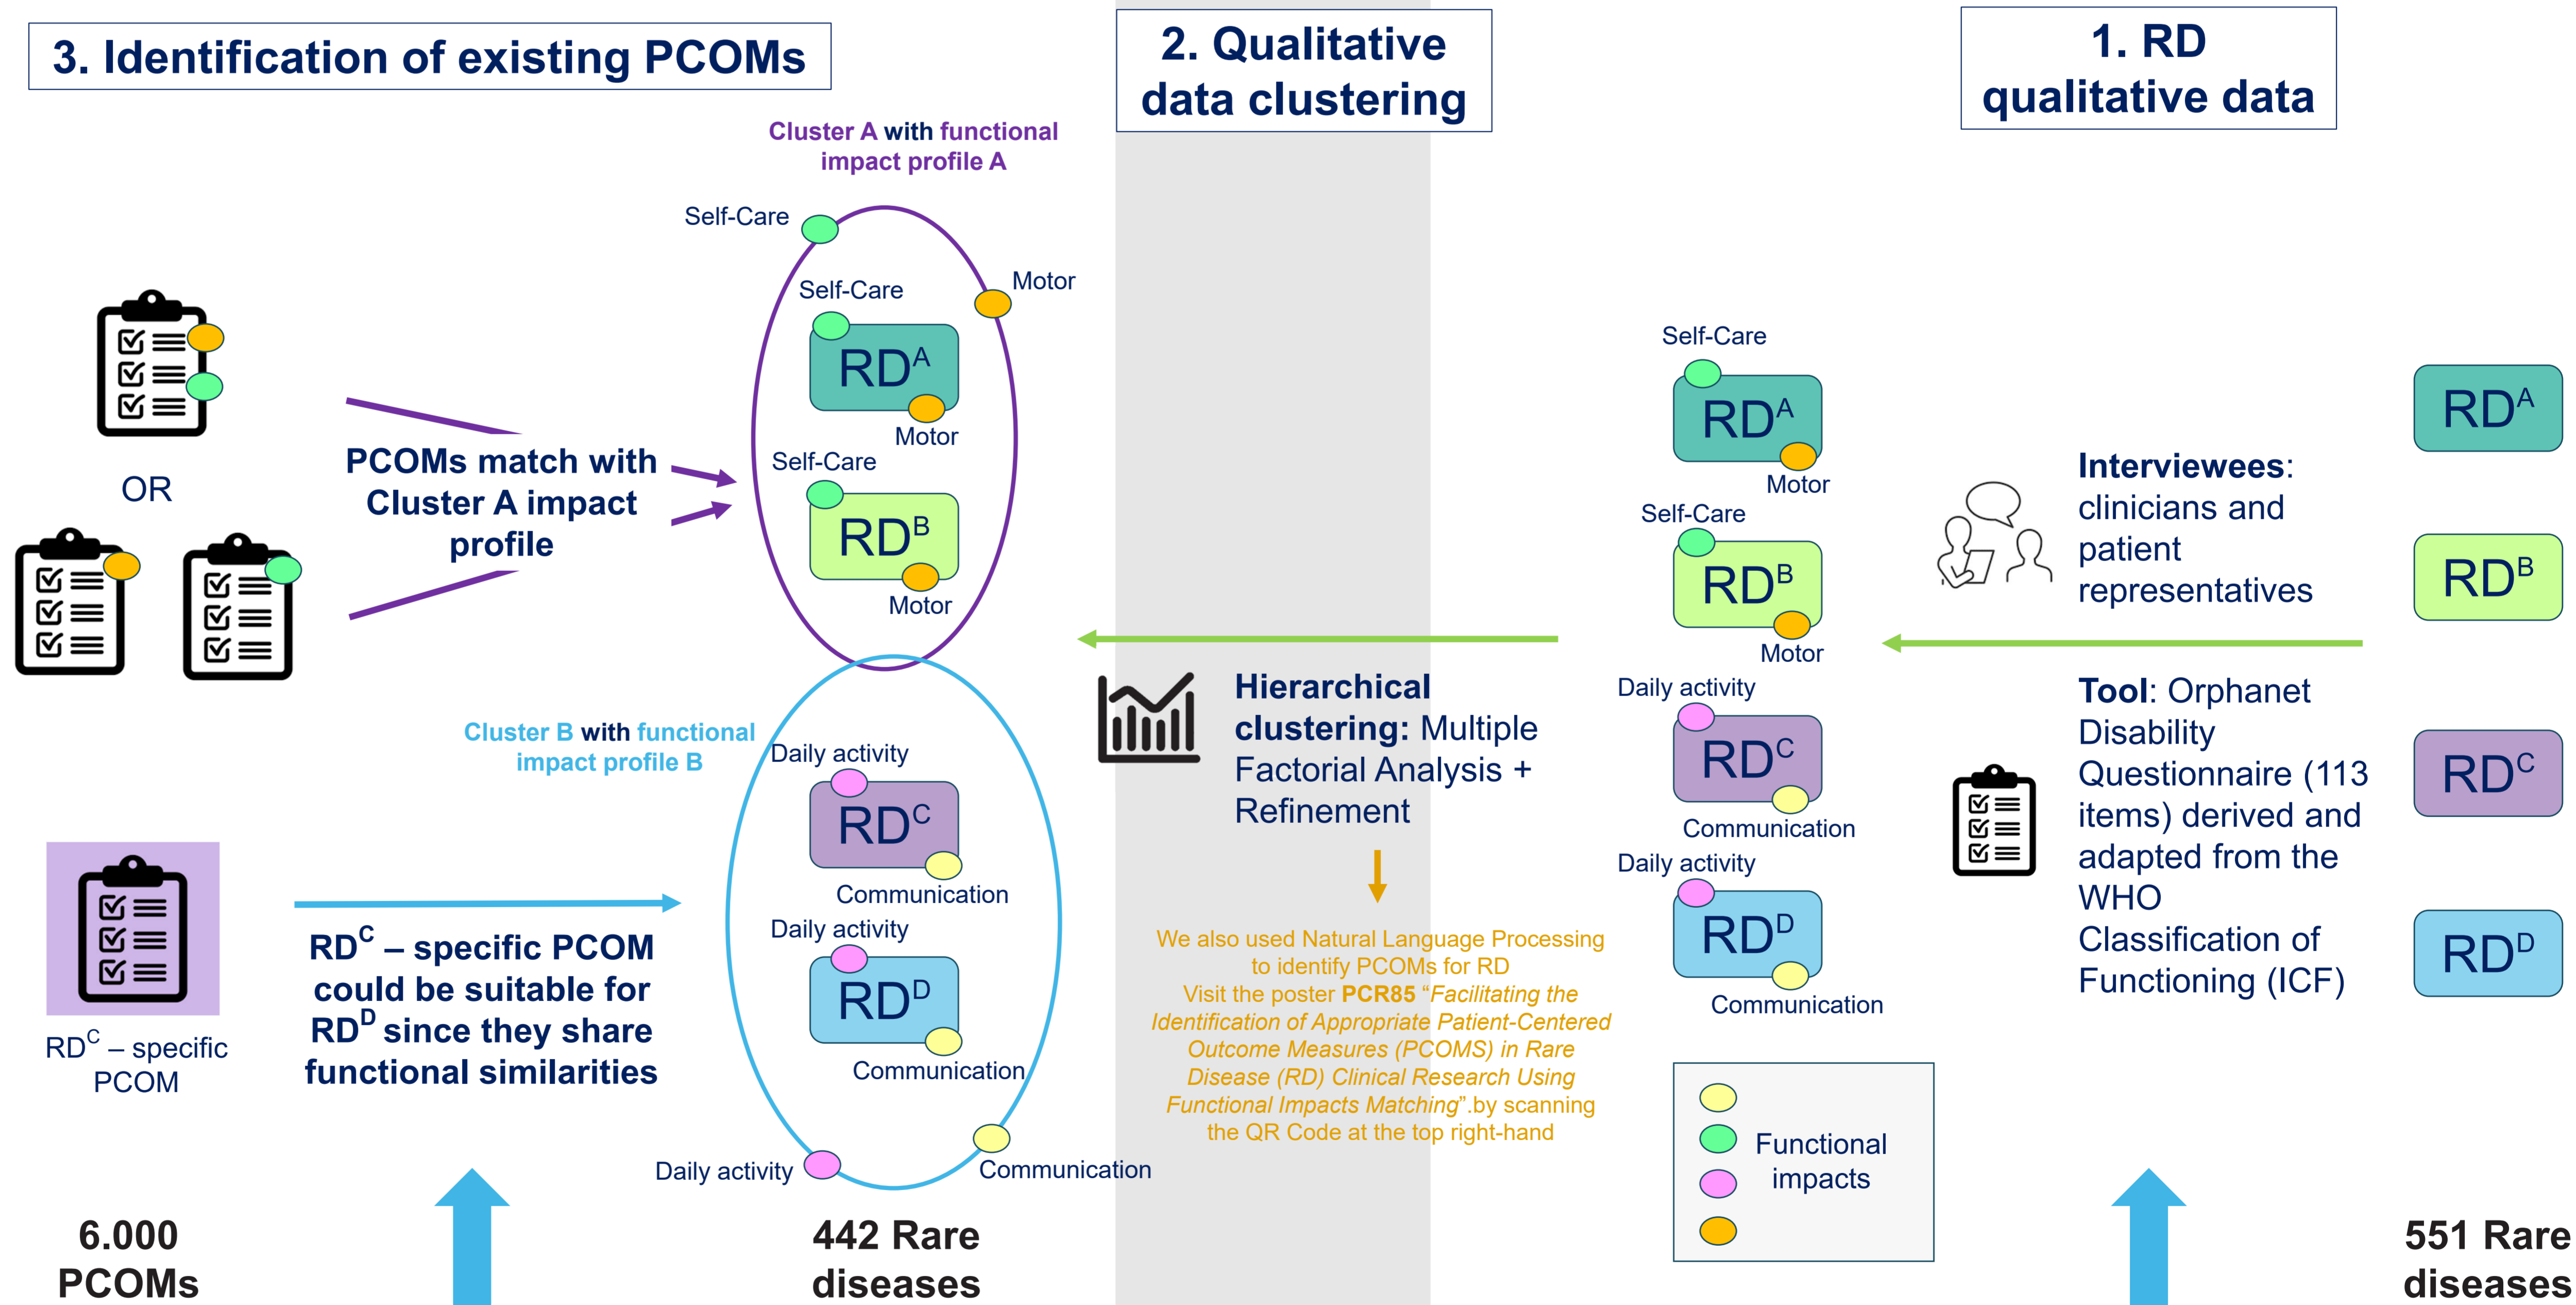 3. Identification of existing PCOMs
2. Qualitative
data clustering
1. RD
qualitative data
Cluster A with functional
impact profile A
Self-Care
Motor
Self-Care
RDᴬ
Motor
Self-Care
RDᴮ
Motor
OR
PCOMs match with
Cluster A impact
profile
Cluster B with functional
impact profile B
Daily activity
RDᶜ
Communication
Daily activity
RDᴰ
Communication
Daily activity
Communication
RDᶜ – specific
PCOM
RDᶜ – specific PCOM
could be suitable for
RDᴰ since they share
functional similarities
6.000
PCOMs
442 Rare
diseases
Hierarchical
clustering: Multiple
Factorial Analysis +
Refinement
We also used Natural Language Processing
to identify PCOMs for RD
Visit the poster PCR85 “Facilitating the
Identification of Appropriate Patient-Centered
Outcome Measures (PCOMS) in Rare
Disease (RD) Clinical Research Using
Functional Impacts Matching”.by scanning
the QR Code at the top right-hand
Self-Care
RDᴬ
Motor
Self-Care
RDᴮ
Motor
Daily activity
RDᶜ
Communication
Daily activity
RDᴰ
Communication
Functional
impacts
Interviewees:
clinicians and
patient
representatives
Tool: Orphanet
Disability
Questionnaire (113
items) derived and
adapted from the
WHO
Classification of
Functioning (ICF)
RDᴬ
RDᴮ
RDᶜ
RDᴰ
551 Rare
diseases